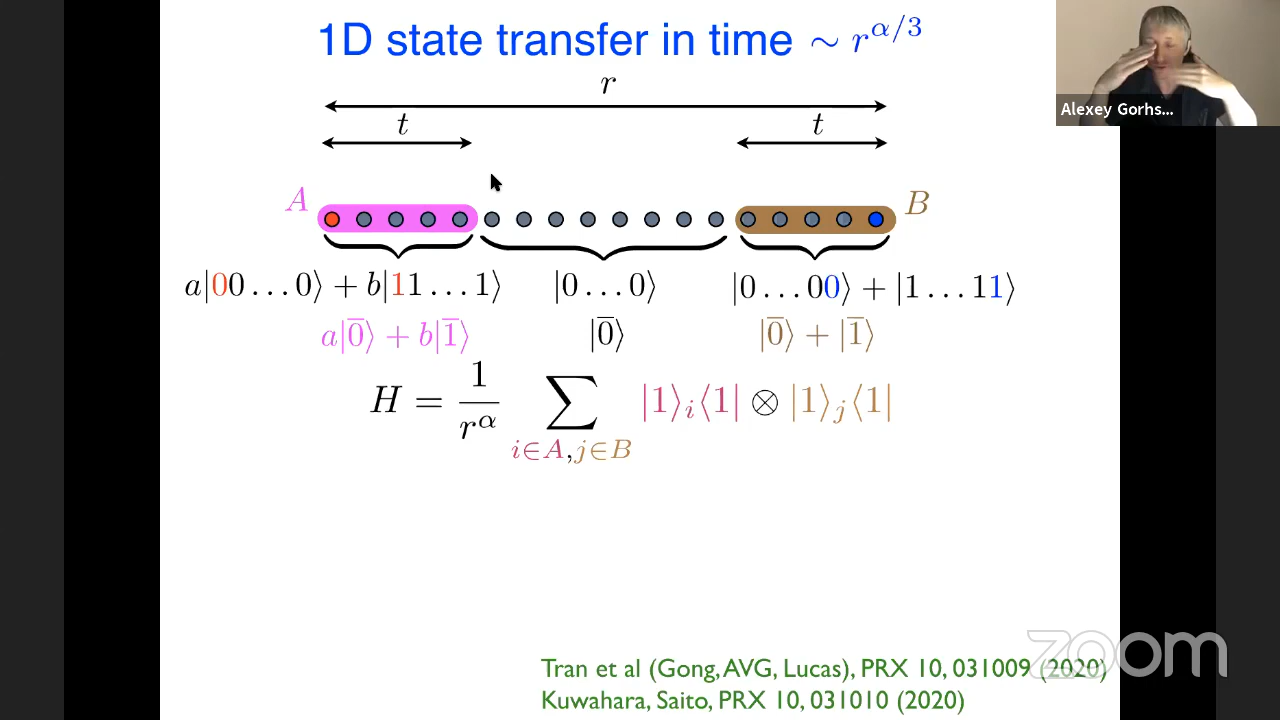 1D state transfer in time ∼ r^{α/3}
r
t t
A B
a|00...0⟩ + b|11...1⟩ |0...0⟩ |0...00⟩ + |1...11⟩
a|0̅⟩ + b|1̅⟩ |0̅⟩ |0̅⟩ + |1̅⟩
H = \frac{1}{r^α} ∑_{i∈A,j∈B} |1⟩_i⟨1| ⊗ |1⟩_j⟨1|
Tran et al (Gong, AVG, Lucas), PRX 10, 031009 (2020)
Kuwahara, Saito, PRX 10, 031010 (2020)
Alexey Gorhs...
zoom